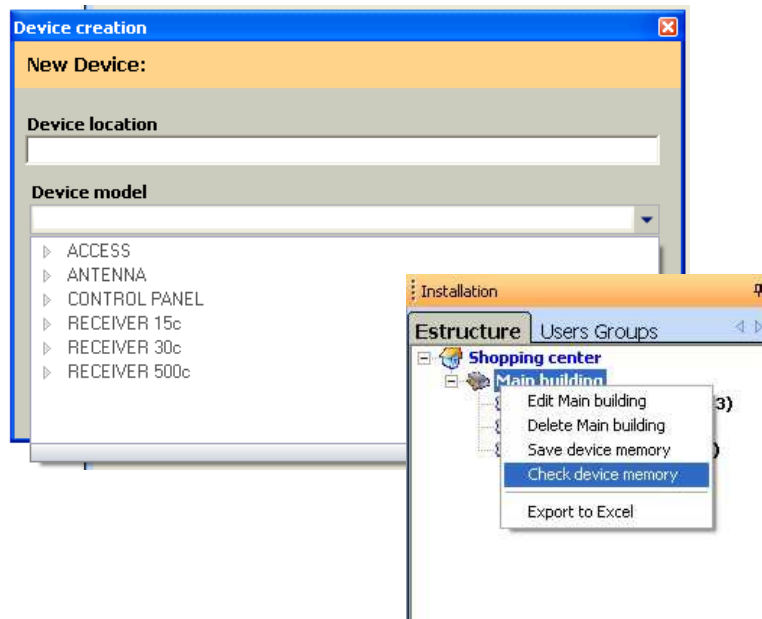 Device creation
New Device:
Device location
Device model
ACCESS
ANTENNA
CONTROL PANEL
RECEIVER 15c
RECEIVER 30c
RECEIVER 500c
Installation
Estructure Users Groups
Shopping center
Main building
3)
)
Edit Main building
Delete Main building
Save device memory
Check device memory
Export to Excel